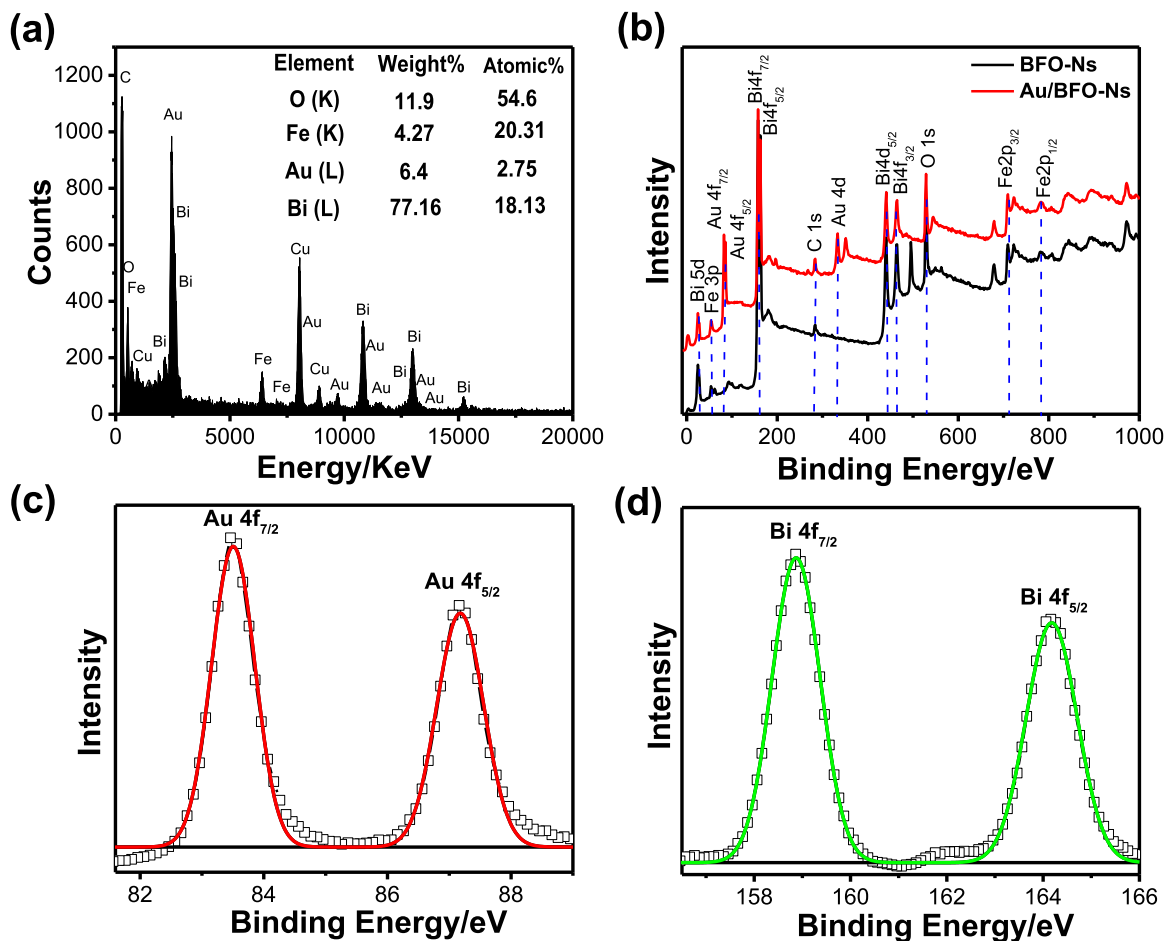 (a)
Element Weight% Atomic%
O (K) 11.9 54.6
Fe (K) 4.27 20.31
Au (L) 6.4 2.75
Bi (L) 77.16 18.13
C
Au
Bi
Bi
O
Fe
Cu
Bi
Fe
Fe
Cu
Au
Cu
Au
Bi
Au
Au
Bi
Bi
Au
Au
Bi
1200
1000
800
600
400
200
0
Counts
0 5000 10000 15000 20000
Energy/KeV
(b)
BFO-Ns
Au/BFO-Ns
Bi 5d
Fe 3p
Au 4f7/2
Au 4f5/2
Bi4f7/2
Bi4f5/2
C 1s
Au 4d
Bi4d5/2
Bi4f3/2
O 1s
Fe2p3/2
Fe2p1/2
Intensity
0 200 400 600 800 1000
Binding Energy/eV
(c)
Au 4f7/2
Au 4f5/2
Intensity
82 84 86 88
Binding Energy/eV
(d)
Bi 4f7/2
Bi 4f5/2
Intensity
158 160 162 164 166
Binding Energy/eV